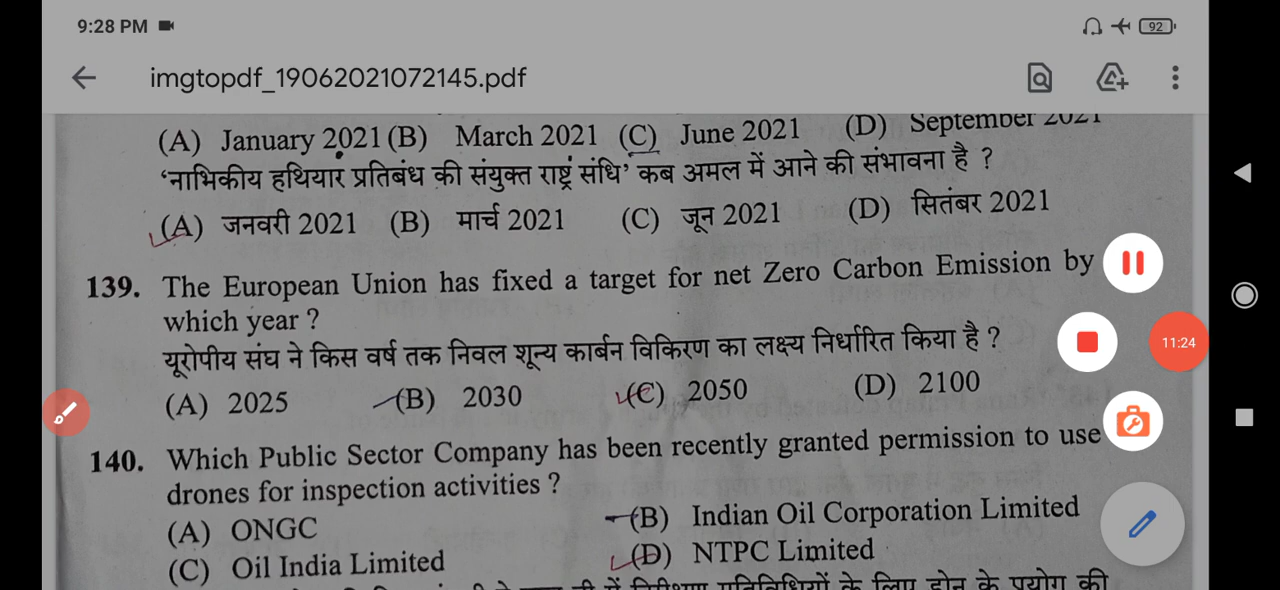 9:28 PM
92
imgtopdf_19062021072145.pdf
(A) January 2021 (B) March 2021 (C) June 2021 (D) September 2021
‘नाभिकीय हथियार प्रतिबंध की संयुक्त राष्ट्र संधि’ कब अमल में आने की संभावना है ?
(A) जनवरी 2021 (B) मार्च 2021 (C) जून 2021 (D) सितंबर 2021
139. The European Union has fixed a target for net Zero Carbon Emission by
which year ?
यूरोपीय संघ ने किस वर्ष तक निवल शून्य कार्बन विकिरण का लक्ष्य निर्धारित किया है ?
(A) 2025 (B) 2030 (C) 2050 (D) 2100
11:24
140. Which Public Sector Company has been recently granted permission to use
drones for inspection activities ?
(A) ONGC (B) Indian Oil Corporation Limited
(C) Oil India Limited (D) NTPC Limited
में निरीक्षण गतिविधियों के लिए ड्रोन के प्रयोग की